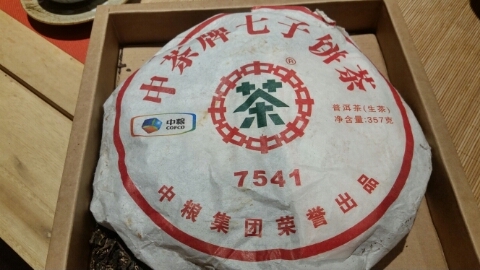 中茶牌七子饼茶
®
茶
普洱茶(生茶)
净含量:357克
中粮
COFCO
7541
中粮集团荣誉出品